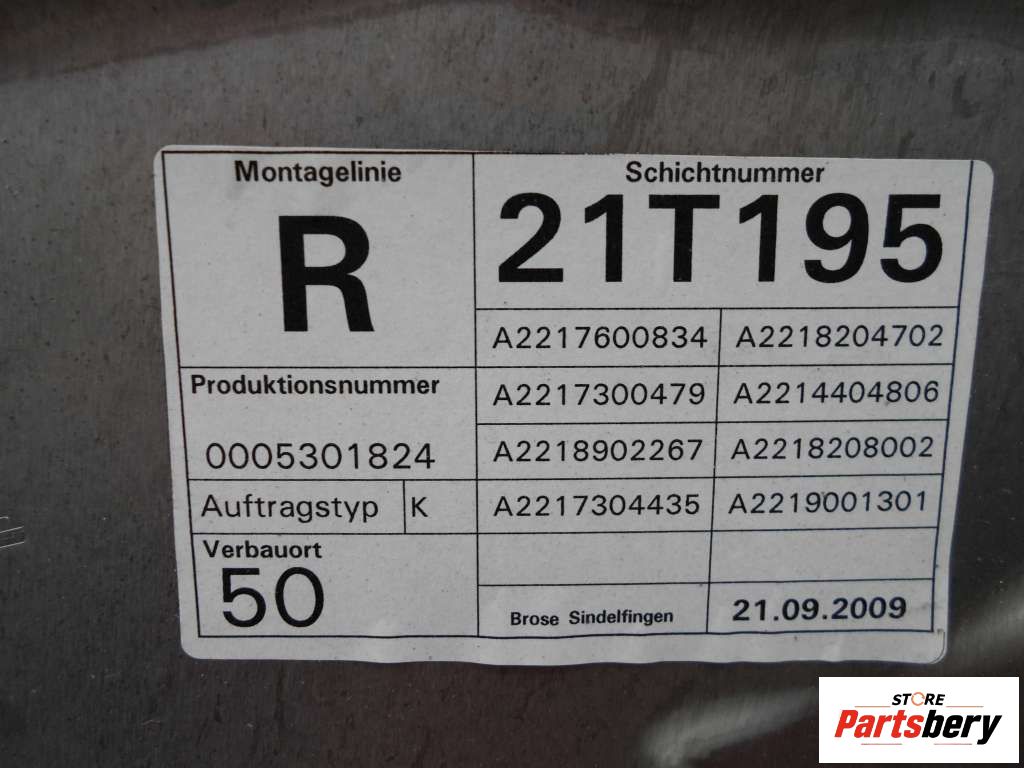 Montagelinie
R
Schichtnummer
21T195
A2217600834 A2218204702
Produktionsnummer
0005301824
A2217300479 A2214404806
A2218902267 A2218208002
Auftragstyp K
A2217304435 A2219001301
Verbauort
50
Brose Sindelfingen 21.09.2009
STORE
Partsbery